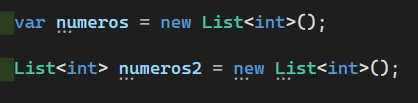 var numeros = new List<int>();
List<int> numeros2 = new List<int>();